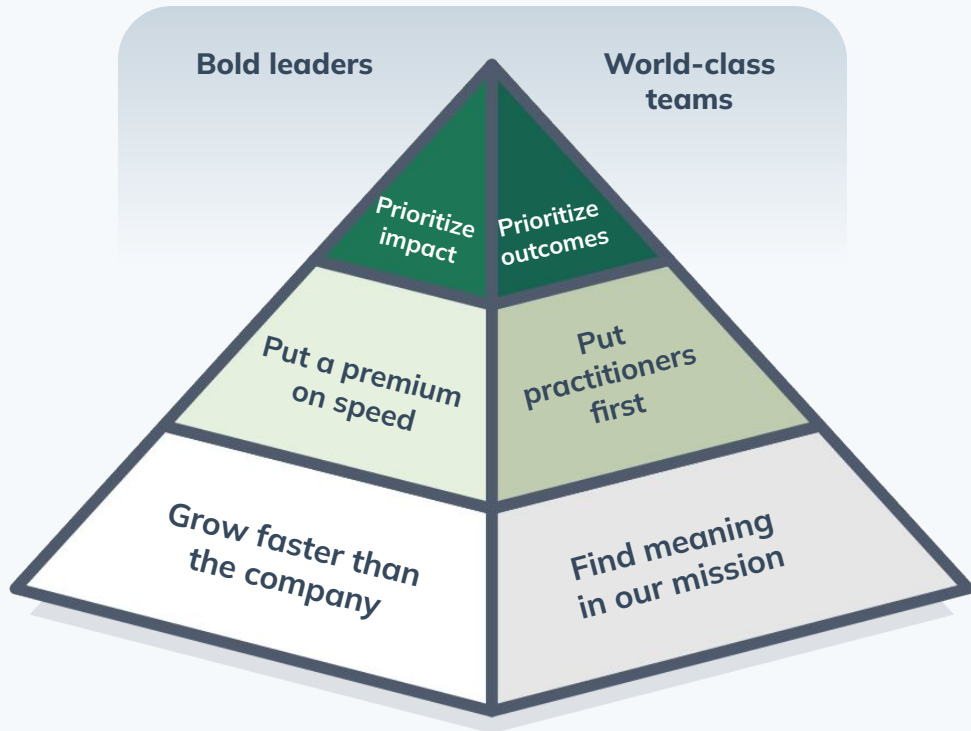 Bold leaders
World-class
teams
Prioritize
impact
Prioritize
outcomes
Put a premium
on speed
Put
practitioners
first
Grow faster than
the company
Find meaning
in our mission